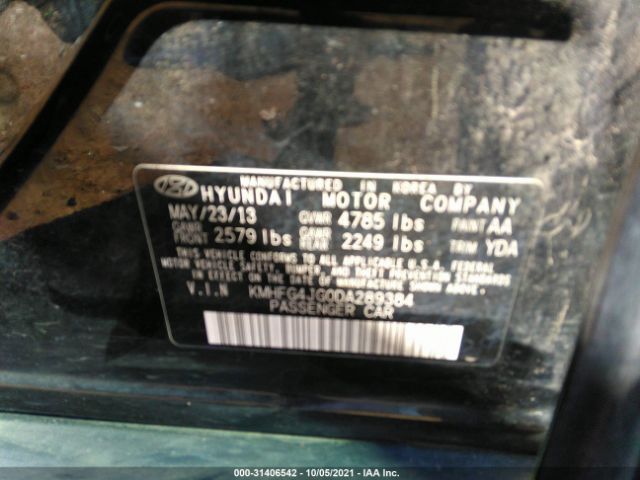 MANUFACTURED IN KOREA BY
HYUNDAI MOTOR COMPANY
MAY/23/13 GVWR 4785 lbs PAINT AA
GAWR FRONT 2579 lbs GAWR REAR 2249 lbs TRIM YDA
THIS VEHICLE CONFORMS TO ALL APPLICABLE U.S.A. FEDERAL
MOTOR VEHICLE SAFETY, BUMPER, AND THEFT PREVENTION
STANDARDS IN EFFECT ON THE DATE OF MANUFACTURE SHOWN ABOVE.
V.I.N KMHFG4JG0DA289384
PASSENGER CAR
000-31406542 - 10/05/2021 - IAA Inc.